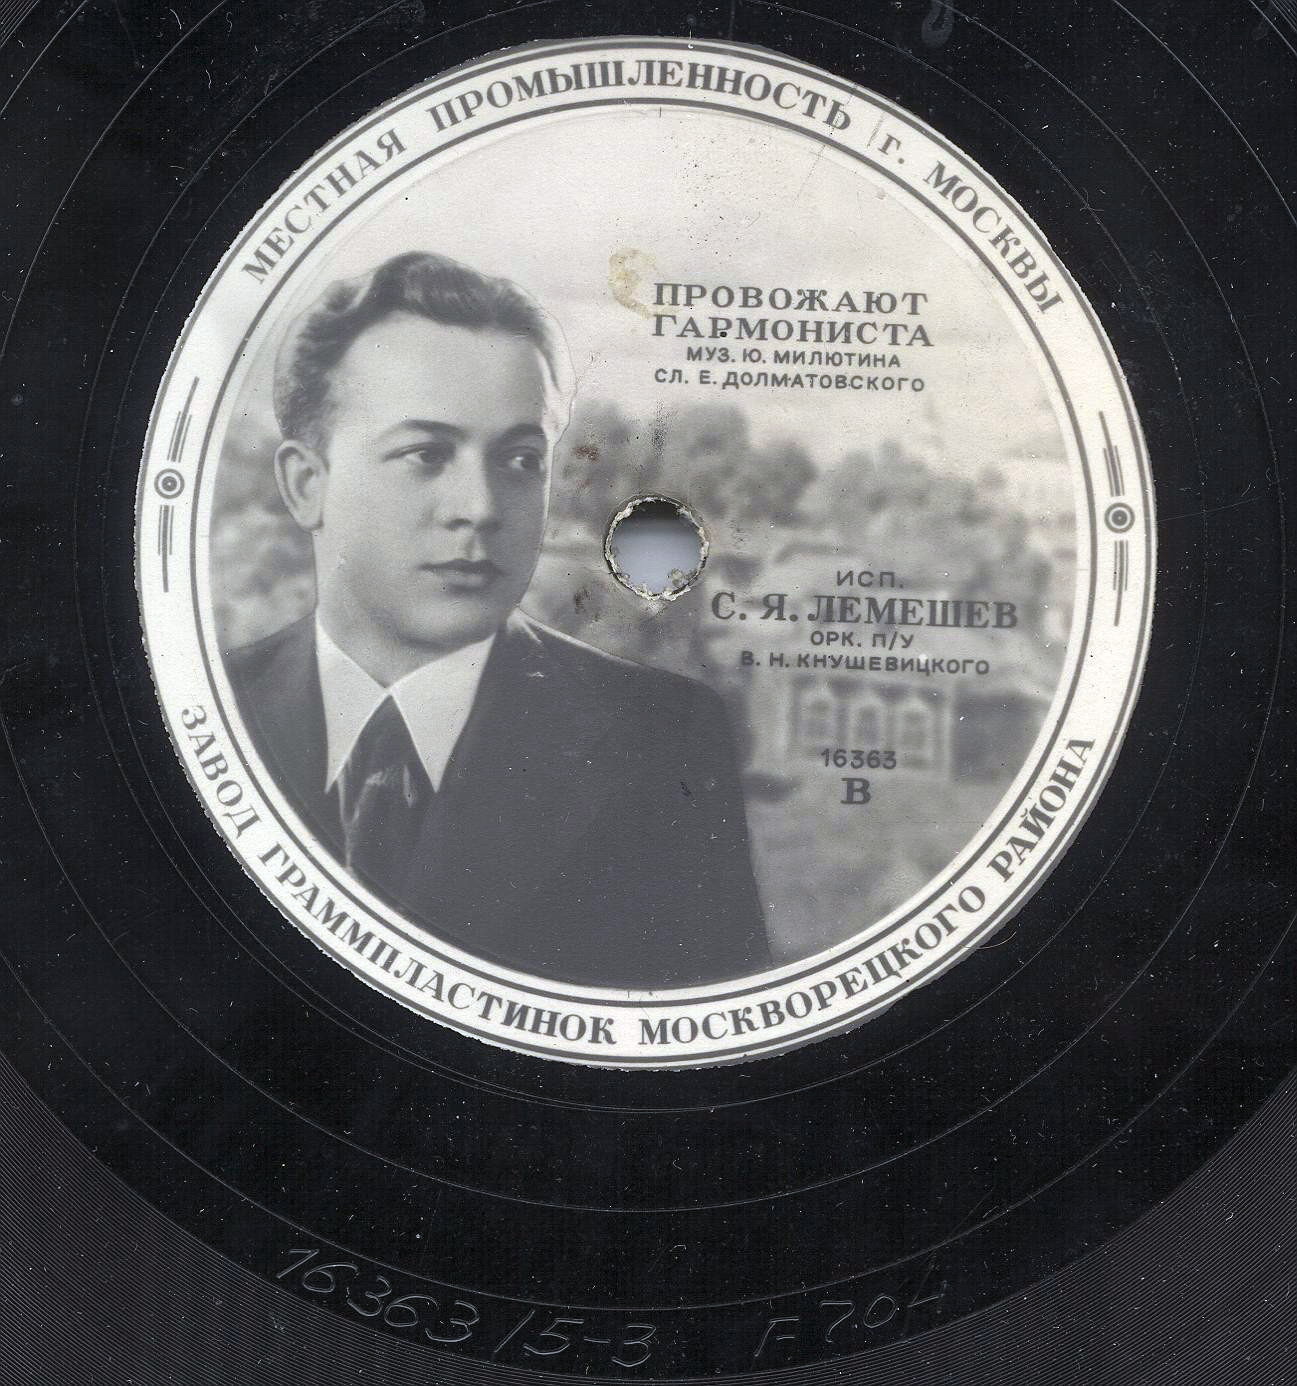 МЕСТНАЯ ПРОМЫШЛЕННОСТЬ г. МОСКВЫ
ПРОВОЖАЮТ
ГАРМОНИСТА
МУЗ. Ю. МИЛЮТИНА
СЛ. Е. ДОЛМАТОВСКОГО
ИСП.
С. Я. ЛЕМЕШЕВ
ОРК. П/У
В. Н. КНУШЕВИЦКОГО
16363
В
ЗАВОД ГРАММПЛАСТИНОК МОСКВОРЕЦКОГО РАЙОНА
16363/5-3